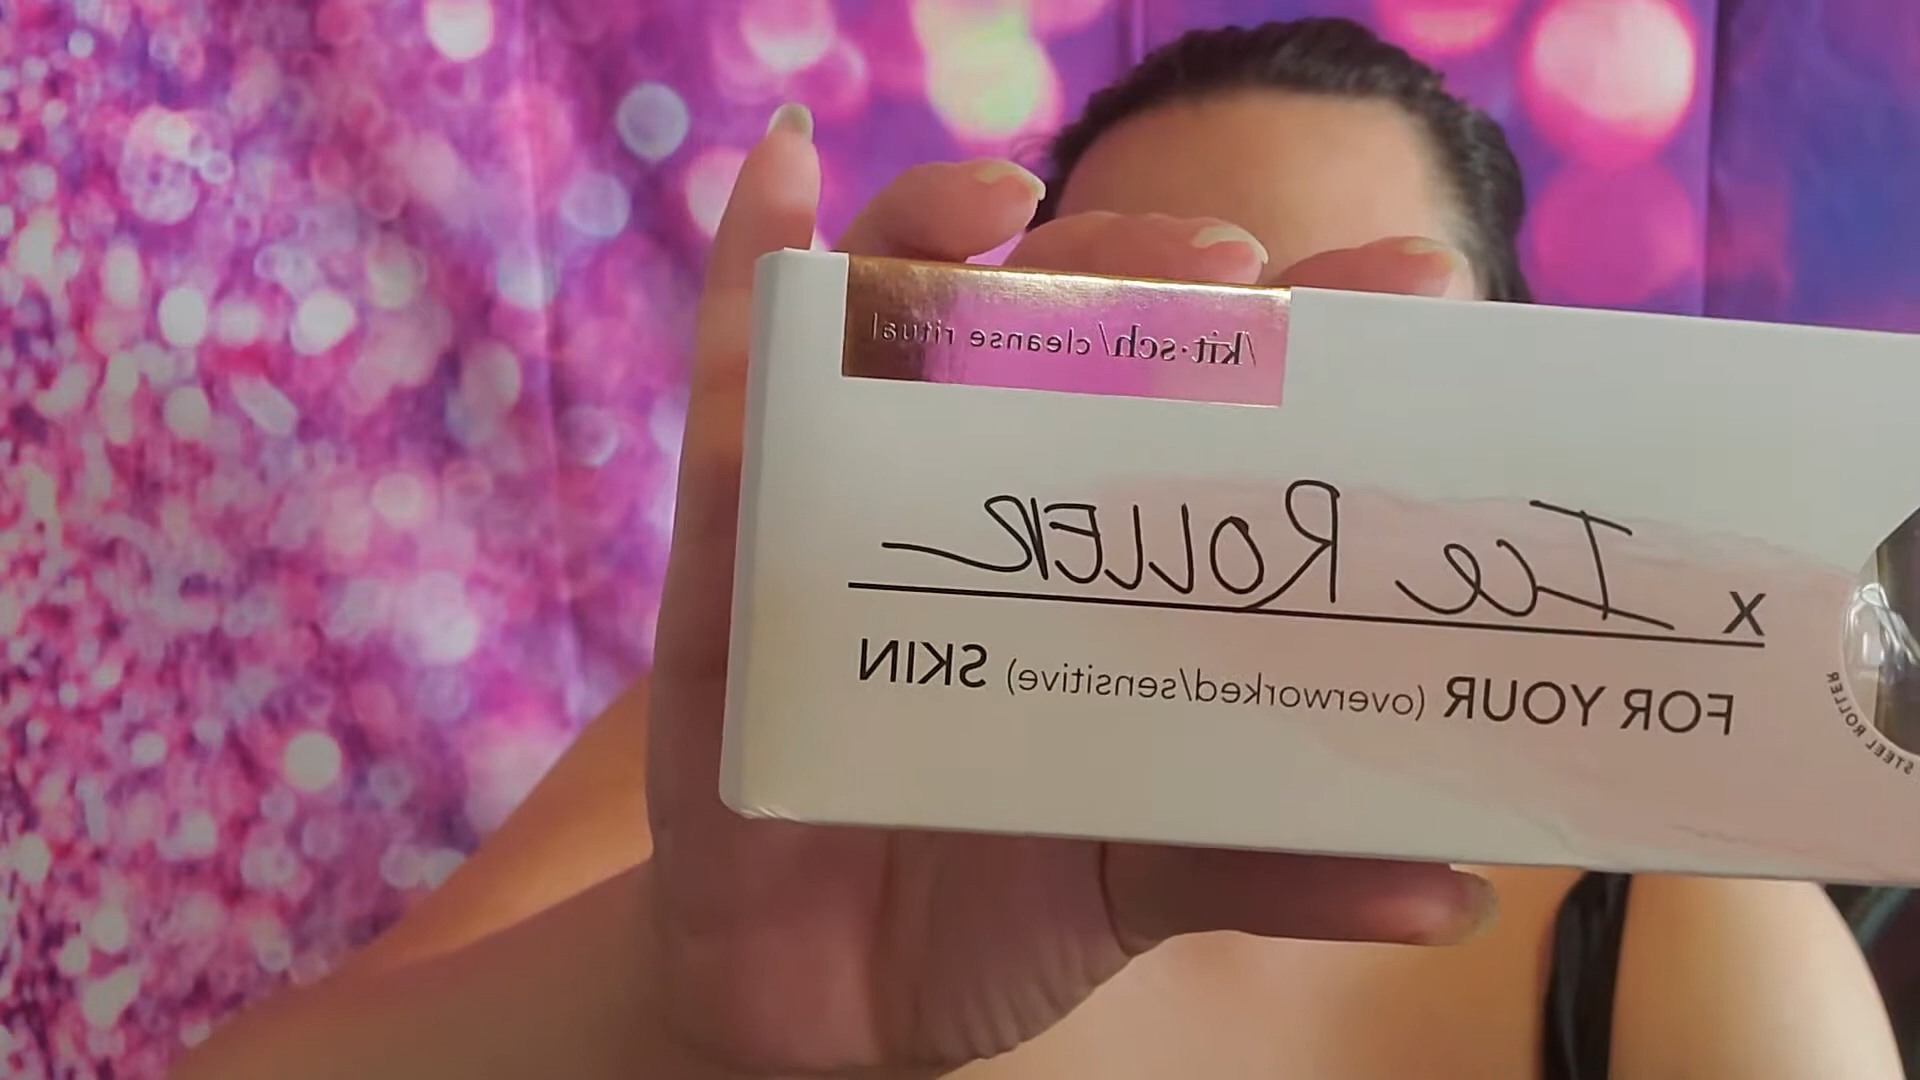 /kit·sch/cleanse ritual
x Ice ROLLER
FOR YOUR (overworked/sensitive) SKIN
STEEL ROLLER